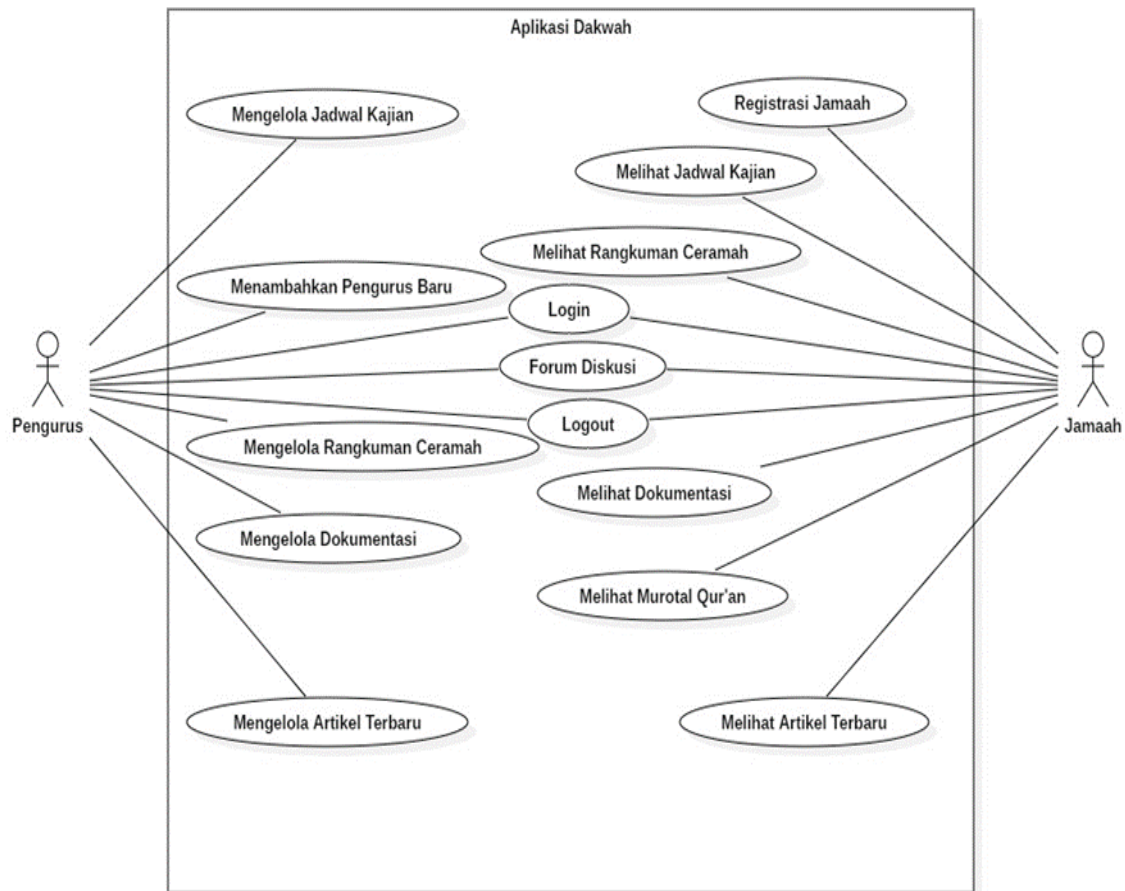 Aplikasi Dakwah
Registrasi Jamaah
Mengelola Jadwal Kajian
Melihat Jadwal Kajian
Melihat Rangkuman Ceramah
Menambahkan Pengurus Baru
Login
Forum Diskusi
Pengurus
Logout
Jamaah
Mengelola Rangkuman Ceramah
Melihat Dokumentasi
Mengelola Dokumentasi
Melihat Murotal Qur'an
Mengelola Artikel Terbaru
Melihat Artikel Terbaru